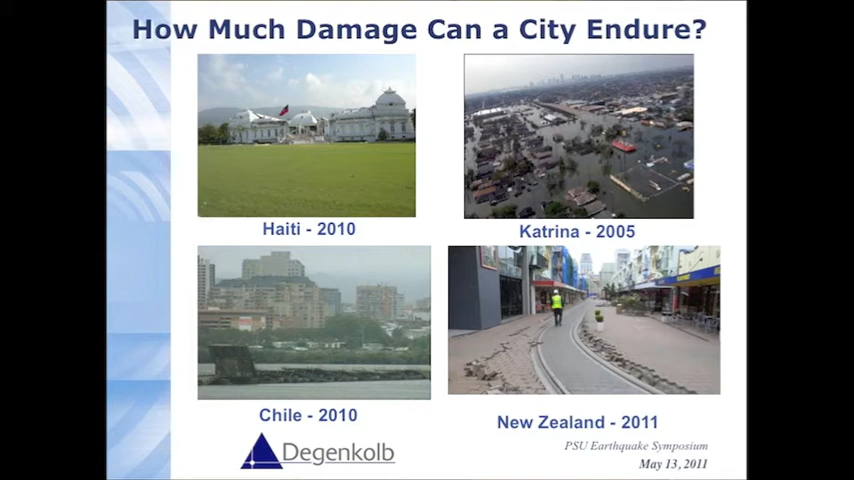 How Much Damage Can a City Endure?
Haiti - 2010
Katrina - 2005
Chile - 2010
New Zealand - 2011
Degenkolb
PSU Earthquake Symposium
May 13, 2011